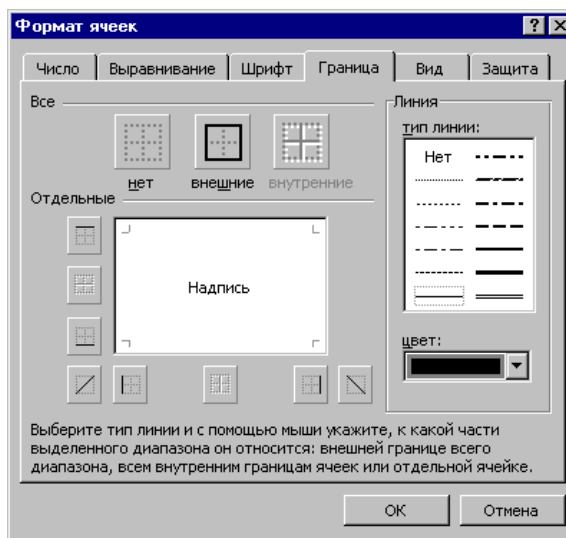 Формат ячеек
Число Выравнивание Шрифт Граница Вид Защита
Все
Линия
тип линии:
Нет
нет внешние внутренние
Отдельные
Надпись
цвет:
Выберите тип линии и с помощью мыши укажите, к какой части
выделенного диапазона он относится: внешней границе всего
диапазона, всем внутренним границам ячеек или отдельной ячейке.
ОК Отмена